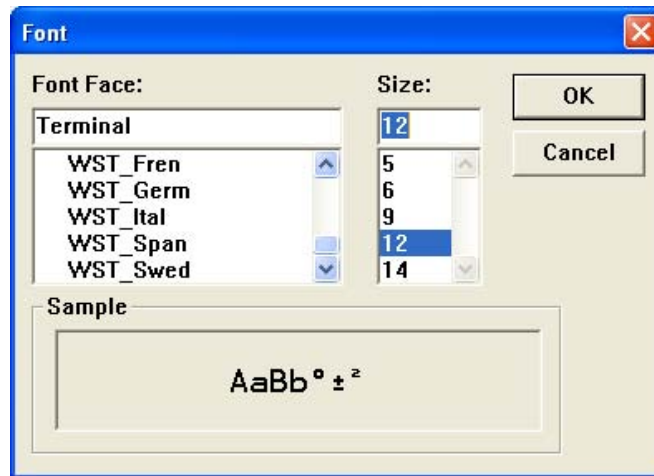 Font
Font Face:
Size:
OK
Terminal
12
Cancel
WST_Fren
WST_Germ
WST_Ital
WST_Span
WST_Swed
5
6
9
12
14
Sample
AaBb°±²